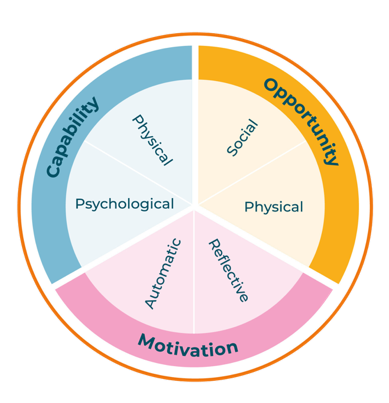 Capability
Physical
Psychological
Opportunity
Social
Physical
Motivation
Automatic
Reflective